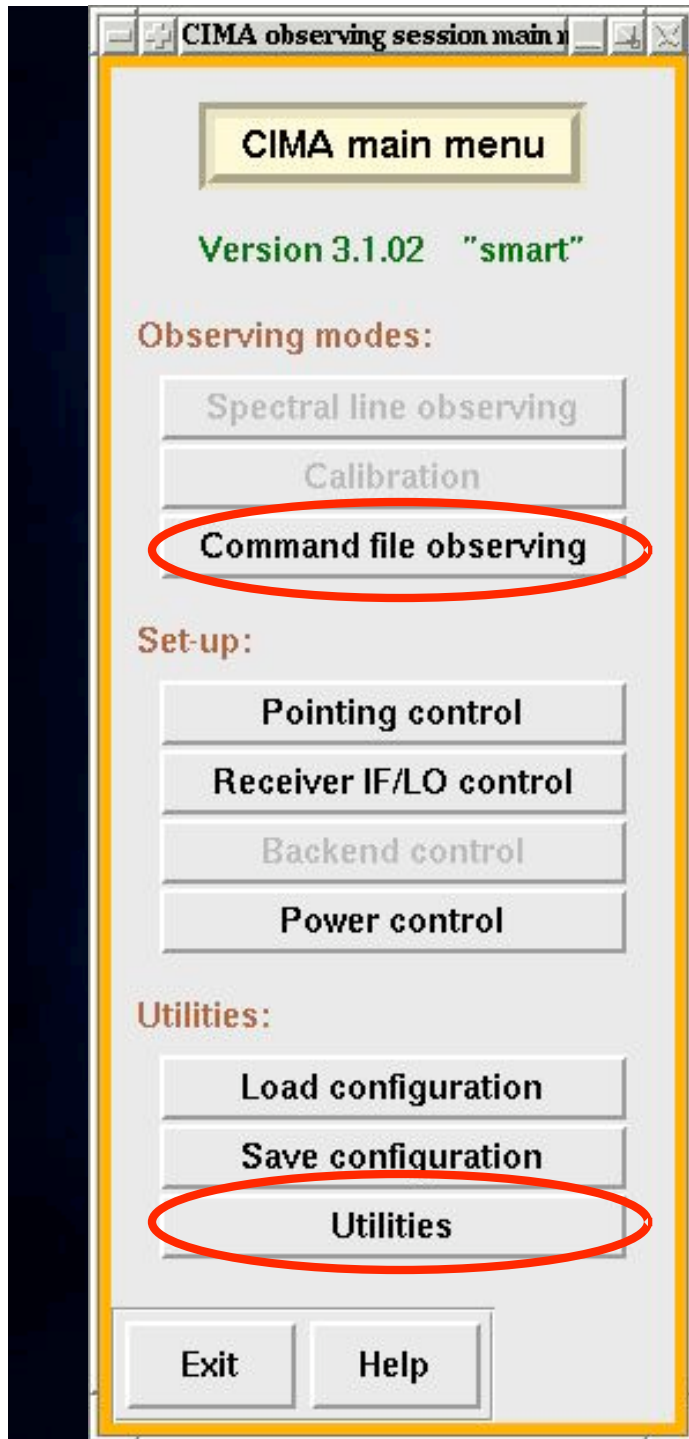 CIMA observing session main
CIMA main menu
Version 3.1.02 "smart"
Observing modes:
Spectral line observing
Calibration
Command file observing
Set-up:
Pointing control
Receiver IF/LO control
Backend control
Power control
Utilities:
Load configuration
Save configuration
Utilities
Exit Help